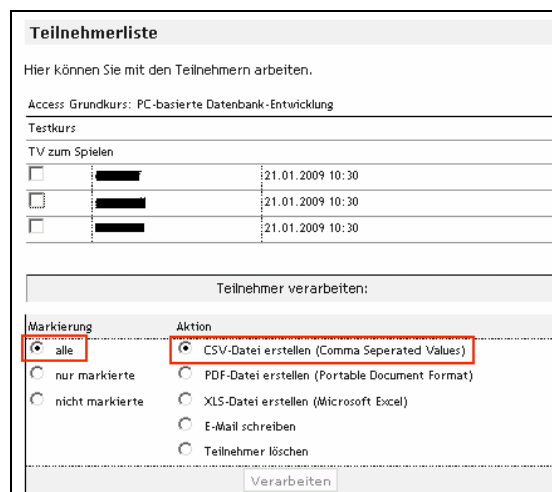 Teilnehmerliste
Hier können Sie mit den Teilnehmern arbeiten.
Access Grundkurs: PC-basierte Datenbank-Entwicklung
Testkurs
TV zum Spielen
21.01.2009 10:30
21.01.2009 10:30
21.01.2009 10:30
Teilnehmer verarbeiten:
Markierung Aktion
alle CSV-Datei erstellen (Comma Seperated Values)
nur markierte PDF-Datei erstellen (Portable Document Format)
nicht markierte XLS-Datei erstellen (Microsoft Excel)
E-Mail schreiben
Teilnehmer löschen
Verarbeiten